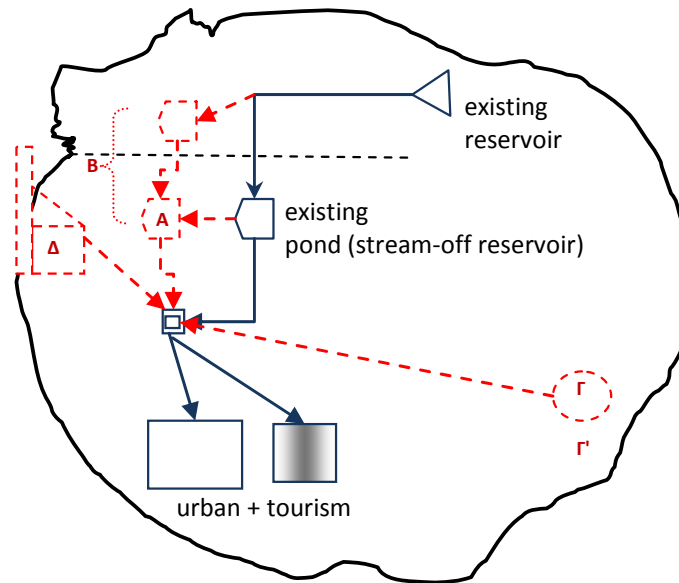 existing
reservoir
Β
Α
existing
pond (stream-off reservoir)
Δ
Γ
Γ'
urban + tourism